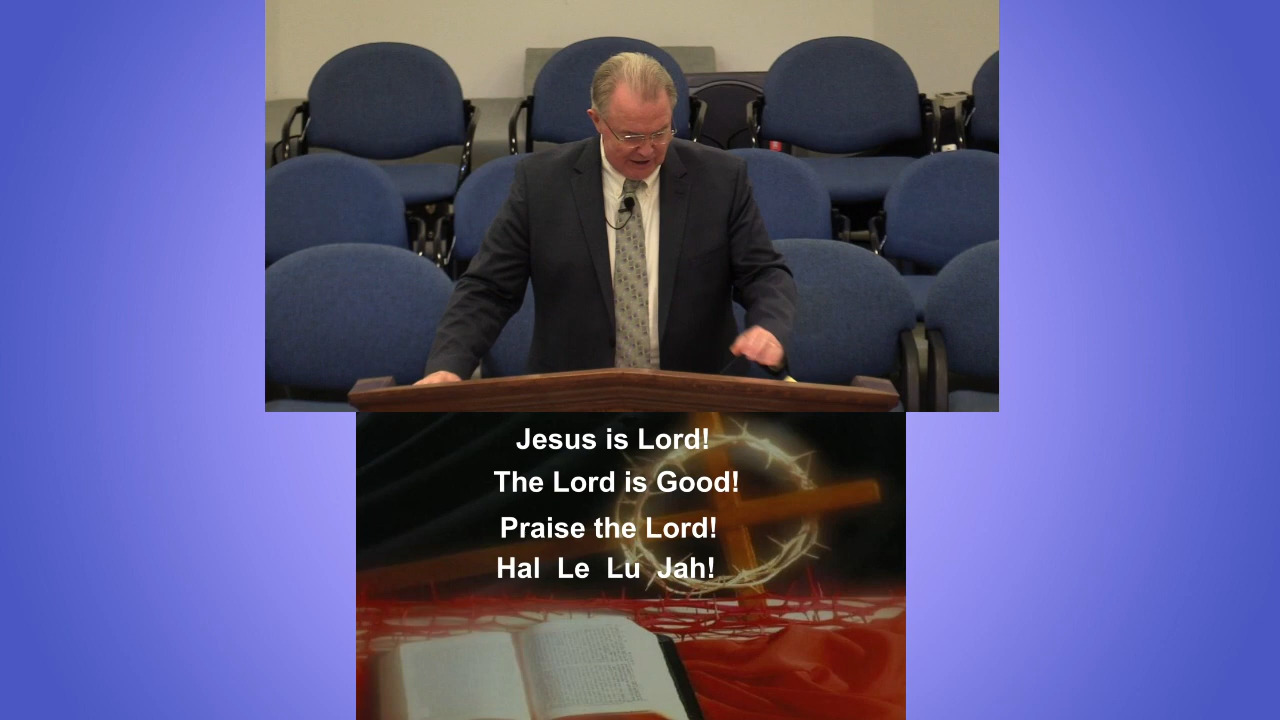 Jesus is Lord!
The Lord is Good!
Praise the Lord!
Hal Le Lu Jah!